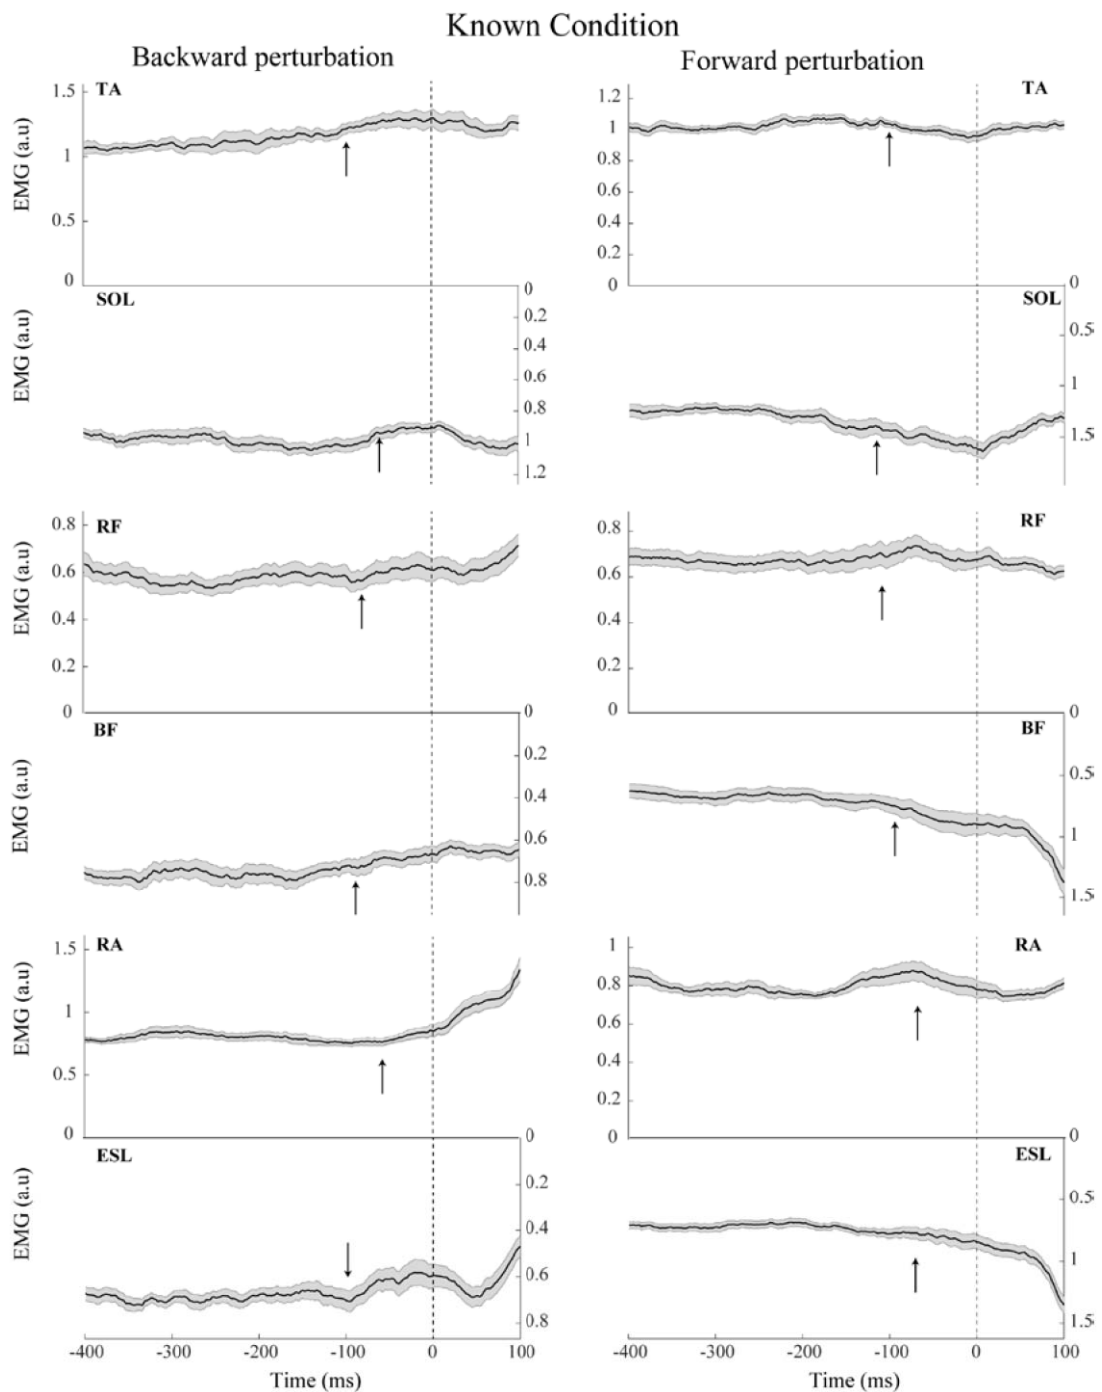 Known Condition
Backward perturbation
Forward perturbation
TA
EMG (a.u)
1.5
1
0.5
0
TA
1.2
1
0.8
0.6
0.4
0.2
0
SOL
EMG (a.u)
0
0.2
0.4
0.6
0.8
1
1.2
SOL
0
0.5
1
1.5
RF
EMG (a.u)
0.8
0.6
0.4
0.2
0
RF
0.8
0.6
0.4
0.2
0
BF
EMG (a.u)
0
0.2
0.4
0.6
0.8
BF
0
0.5
1
1.5
RA
EMG (a.u)
1.5
1
0.5
0
RA
1
0.8
0.6
0.4
0.2
0
ESL
EMG (a.u)
0
0.2
0.4
0.6
0.8
ESL
0
0.5
1
1.5
-400 -300 -200 -100 0 100
Time (ms)
-400 -300 -200 -100 0 100
Time (ms)